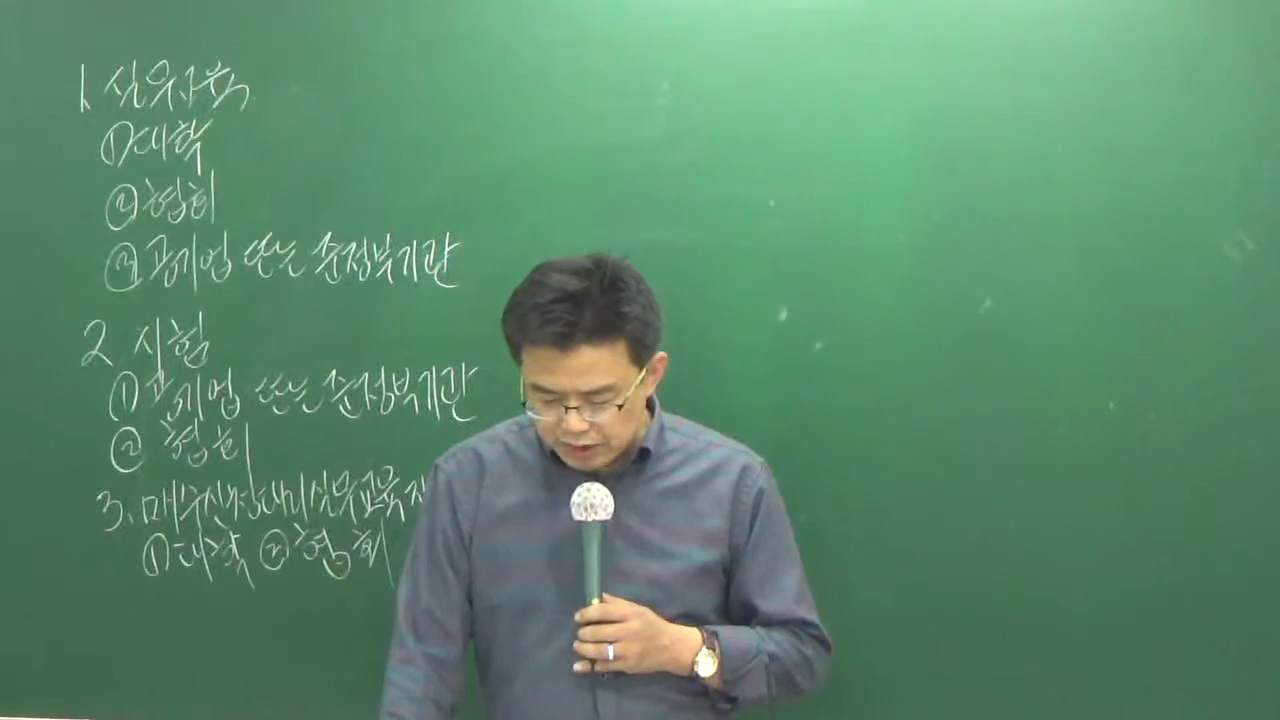 1. 실무교육
① 대학
② 협회
③ 공기업 또는 준정부기관
2 시험
① 공기업 또는 준정부기관
② 협회
3. 매수신청대리실무교육
① 대학 ② 협회